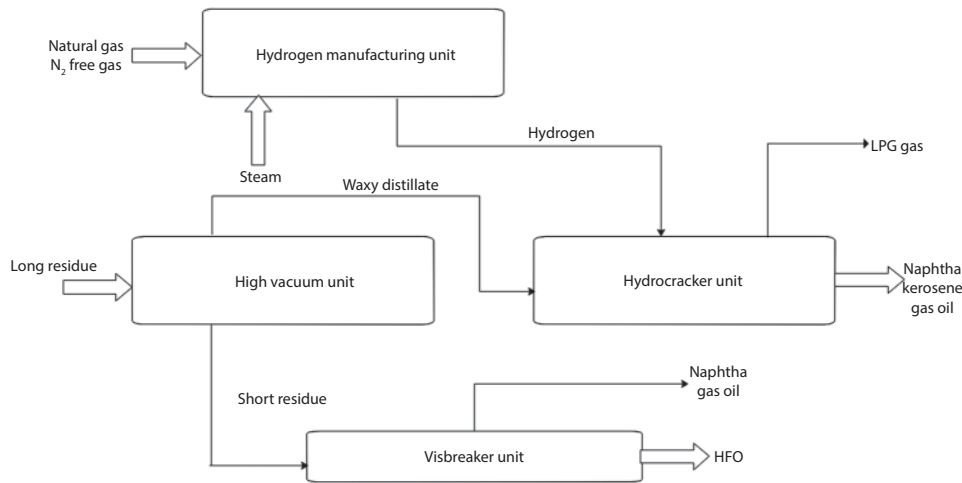 Natural gas
N₂ free gas
Hydrogen manufacturing unit
Steam
Hydrogen
LPG gas
Waxy distillate
Long residue
High vacuum unit
Hydrocracker unit
Naphtha
kerosene
gas oil
Short residue
Naphtha
gas oil
Visbreaker unit
HFO